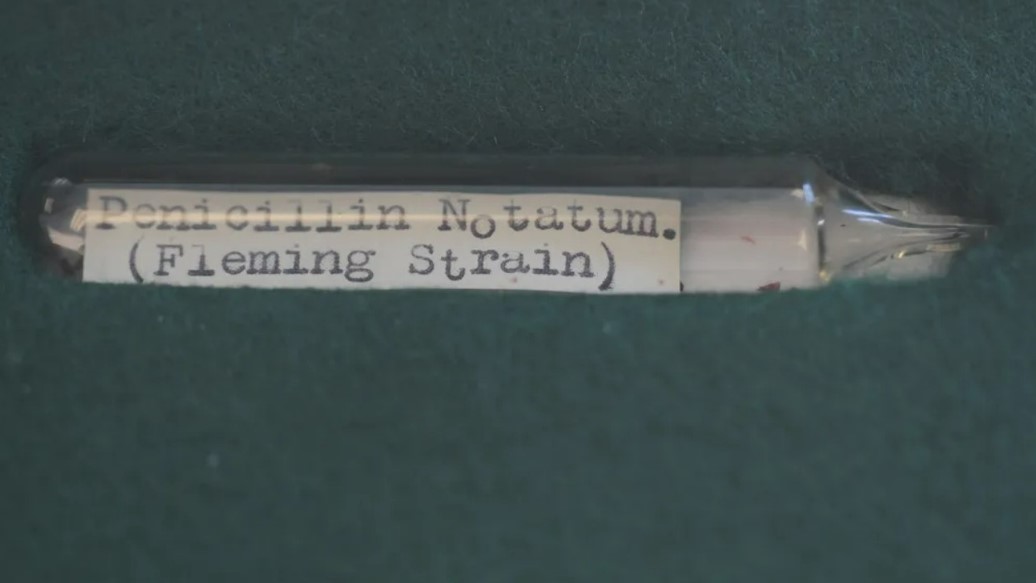 Penicillin Notatum.
(Fleming Strain)